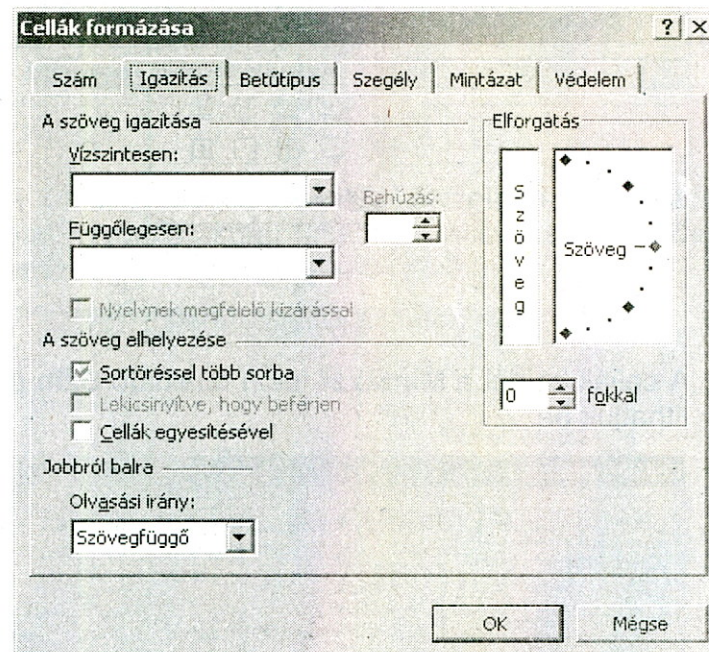 Cellák formázása
Szám Igazítás Betűtípus Szegély Mintázat Védelem
A szöveg igazítása
Vízszintesen:
Behúzás:
Függőlegesen:
Nyelvnek megfelelő kizárással
A szöveg elhelyezése
Sortöréssel több sorba
Lekicsinyítve, hogy beférjen
Cellák egyesítésével
Jobbról balra
Olvasási irány:
Szövegfüggő
Elforgatás
Szöveg
Szöveg
0 fokkal
OK Mégse